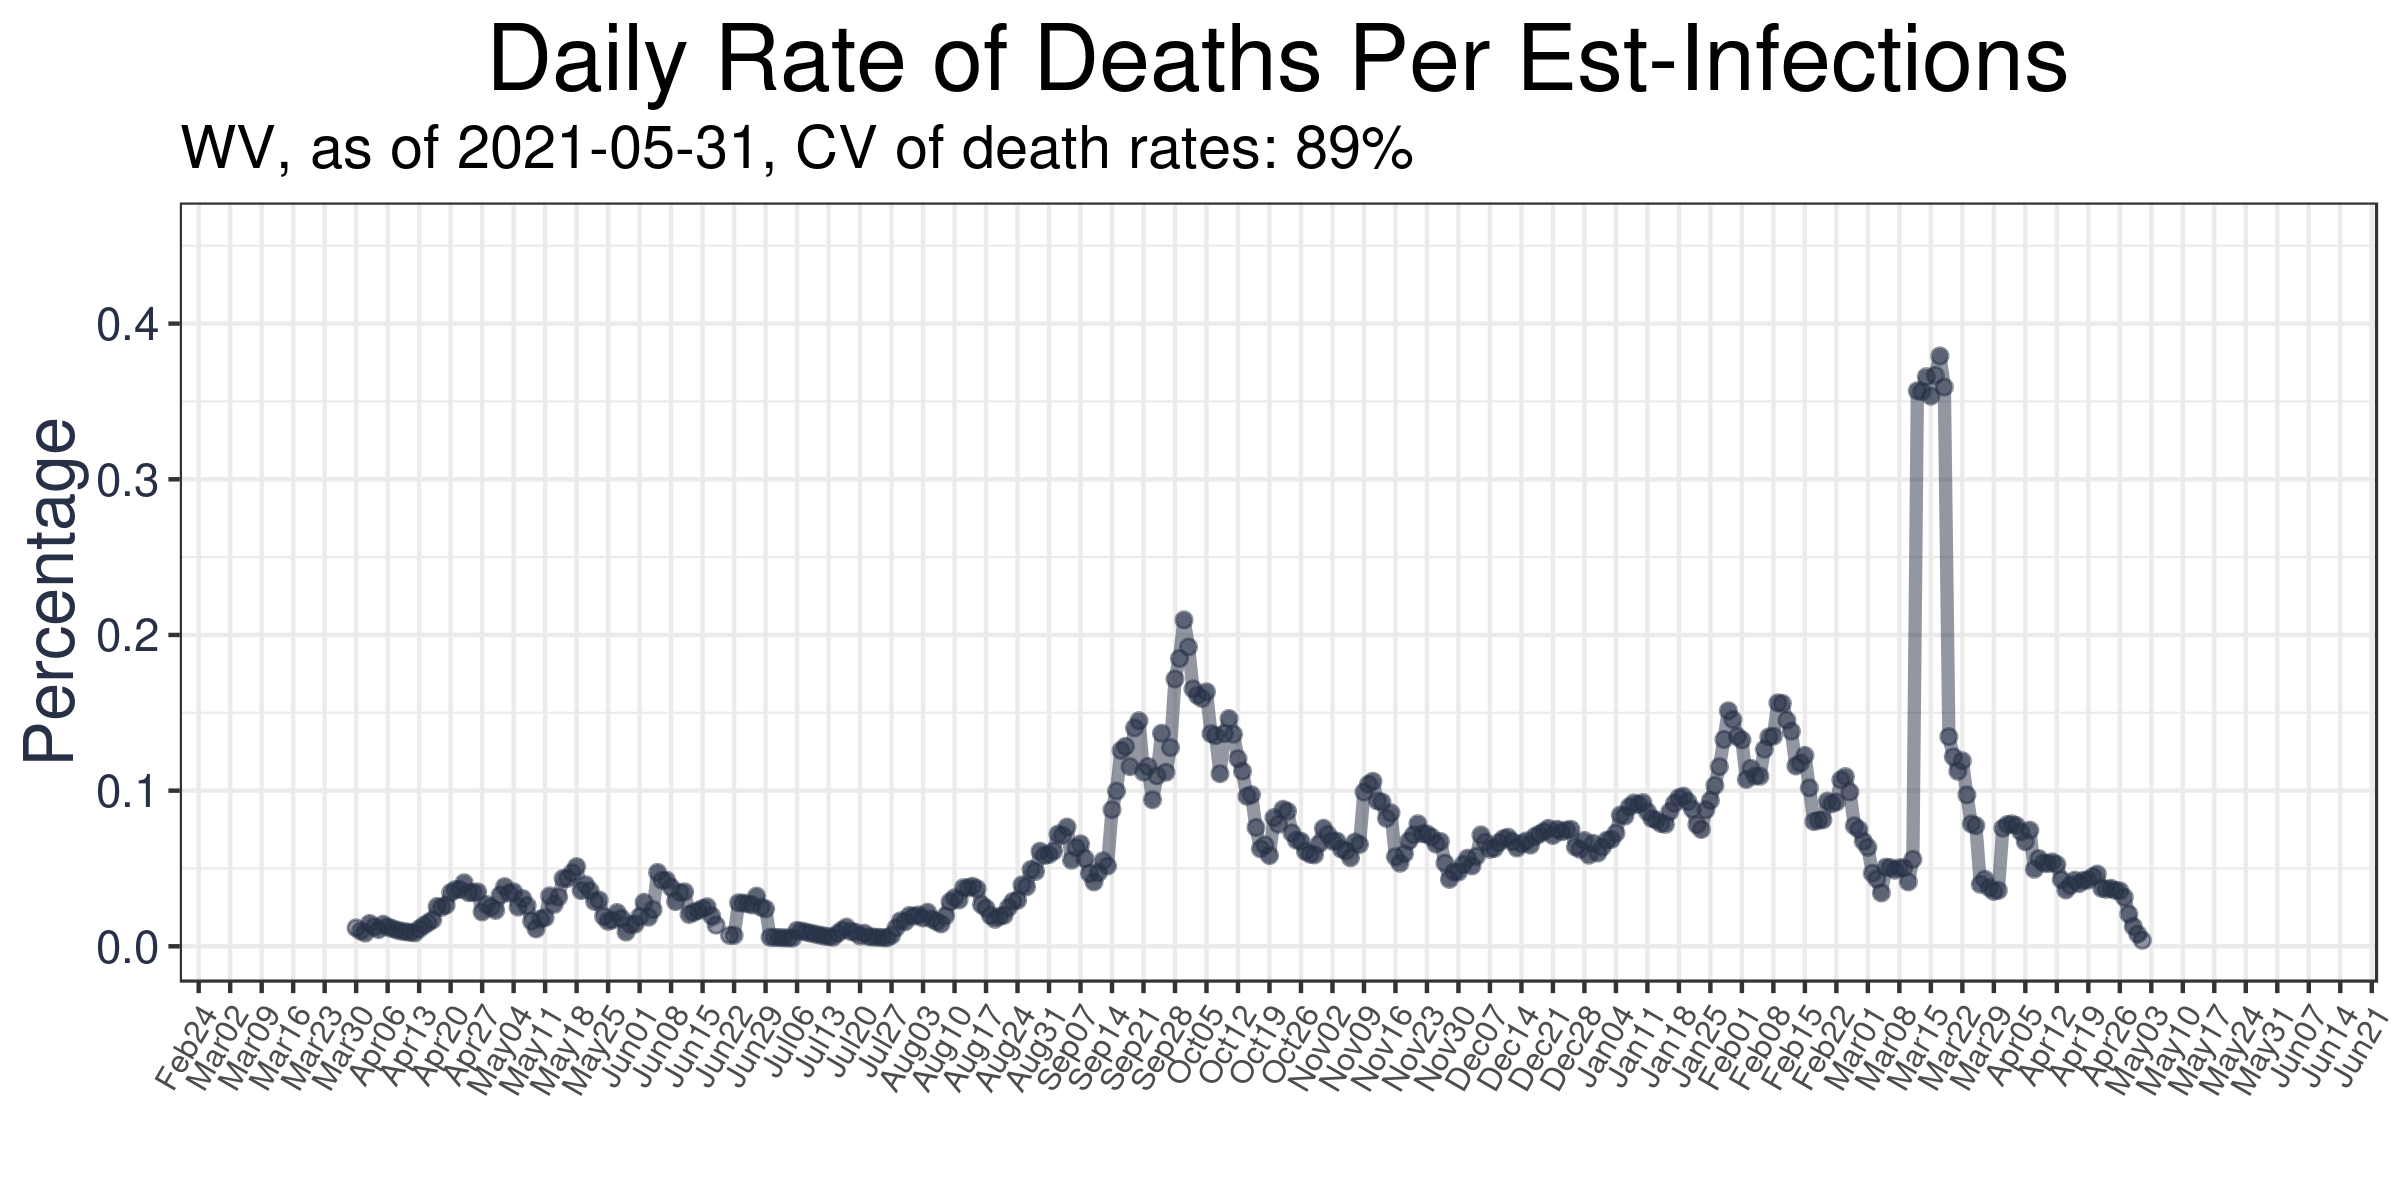 Daily Rate of Deaths Per Est-Infections
WV, as of 2021-05-31, CV of death rates: 89%
Percentage
0.4
0.3
0.2
0.1
0.0
Feb24
Mar02
Mar09
Mar16
Mar23
Mar30
Apr06
Apr13
Apr20
Apr27
May04
May11
May18
May25
Jun01
Jun08
Jun15
Jun22
Jun29
Jul06
Jul13
Jul20
Jul27
Aug03
Aug10
Aug17
Aug24
Aug31
Sep07
Sep14
Sep21
Sep28
Oct05
Oct12
Oct19
Oct26
Nov02
Nov09
Nov16
Nov23
Nov30
Dec07
Dec14
Dec21
Dec28
Jan04
Jan11
Jan18
Jan25
Feb01
Feb08
Feb15
Feb22
Mar01
Mar08
Mar15
Mar22
Mar29
Apr05
Apr12
Apr19
Apr26
May03
May10
May17
May24
May31
Jun07
Jun14
Jun21